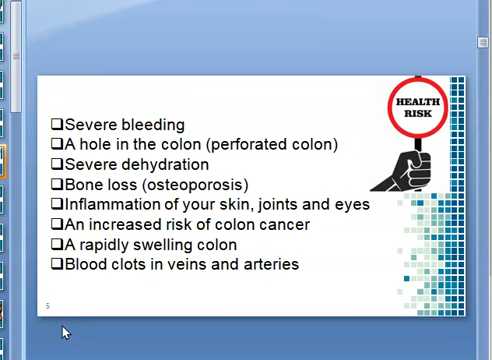 HEALTH
RISK
❑Severe bleeding
❑A hole in the colon (perforated colon)
❑Severe dehydration
❑Bone loss (osteoporosis)
❑Inflammation of your skin, joints and eyes
❑An increased risk of colon cancer
❑A rapidly swelling colon
❑Blood clots in veins and arteries
5